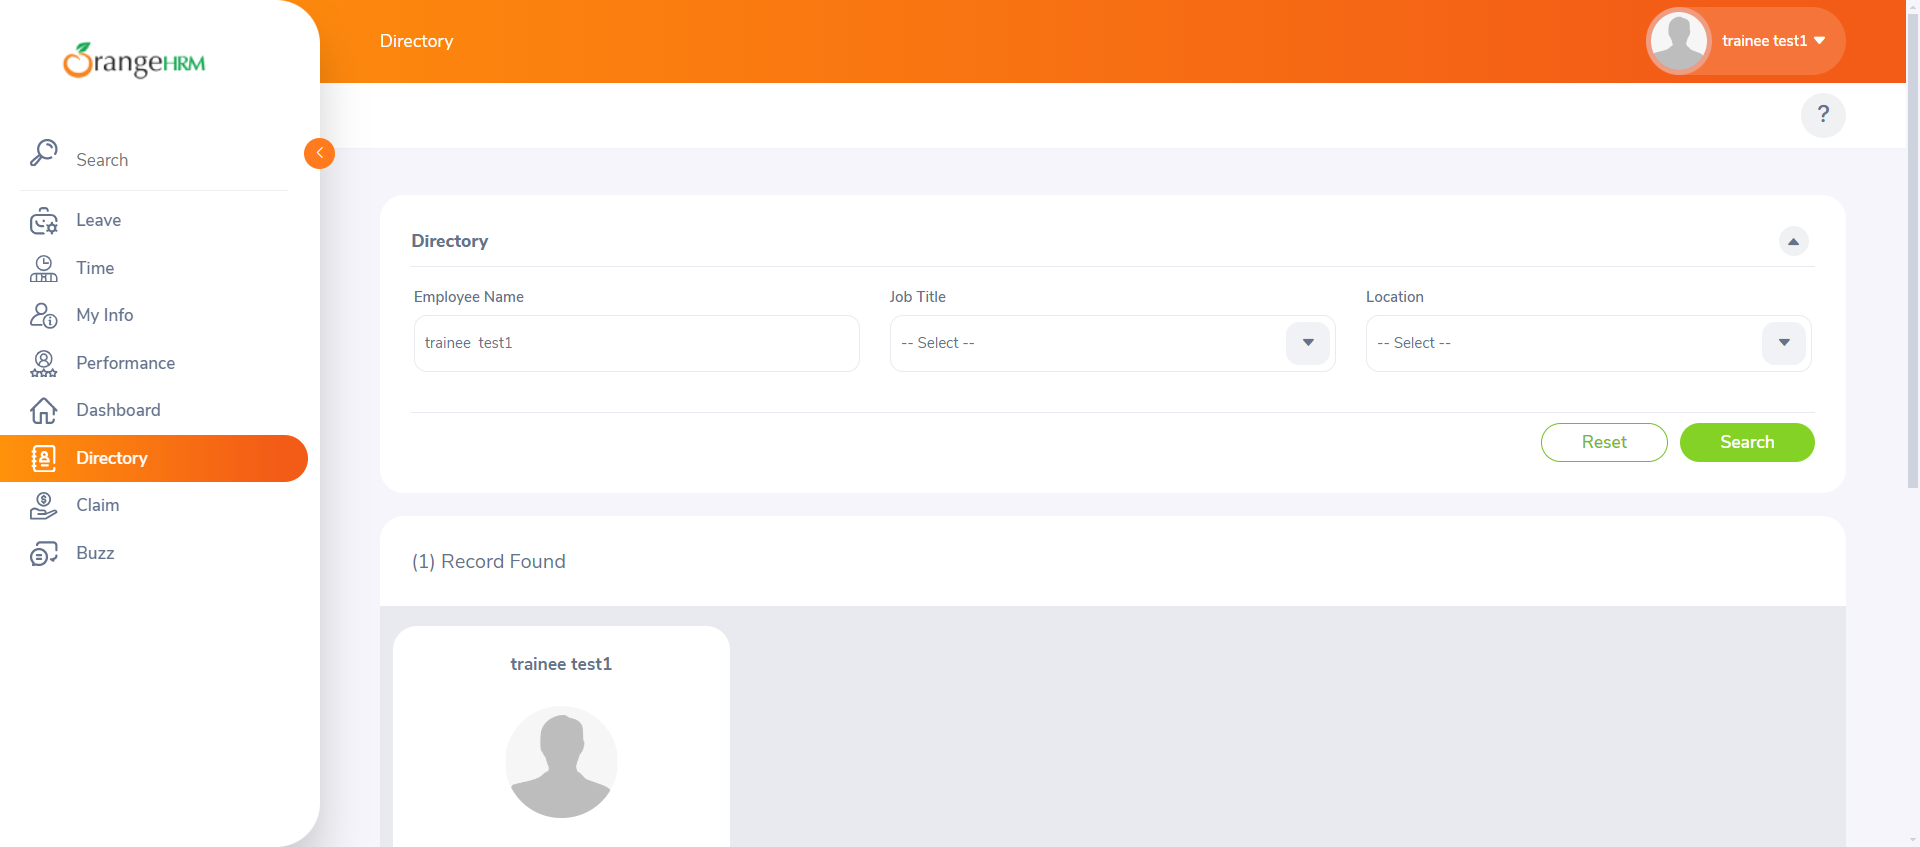 OrangeHRM
Directory
trainee test1
?
Search
Leave
Time
My Info
Performance
Dashboard
Directory
Claim
Buzz
Directory
Employee Name
Job Title
Location
trainee  test1
-- Select --
-- Select --
Reset
Search
(1) Record Found
trainee test1